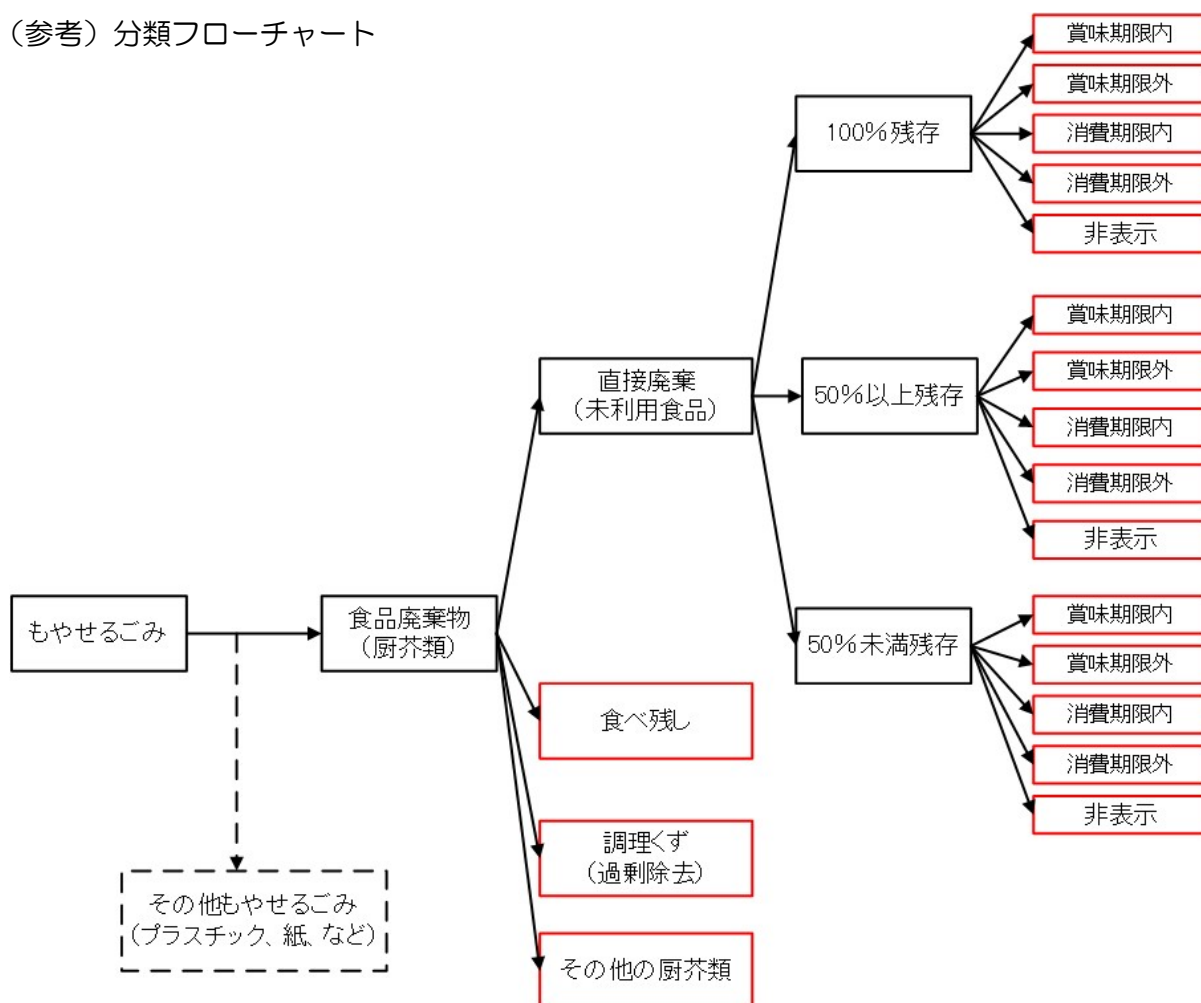 （参考）分類フローチャート
もやせるごみ
その他もやせるごみ
（プラスチック、紙、など）
食品廃棄物
（厨芥類）
直接廃棄
（未利用食品）
食べ残し
調理くず
（過剰除去）
その他の厨芥類
100％残存
賞味期限内
賞味期限外
消費期限内
消費期限外
非表示
50％以上残存
賞味期限内
賞味期限外
消費期限内
消費期限外
非表示
50％未満残存
賞味期限内
賞味期限外
消費期限内
消費期限外
非表示